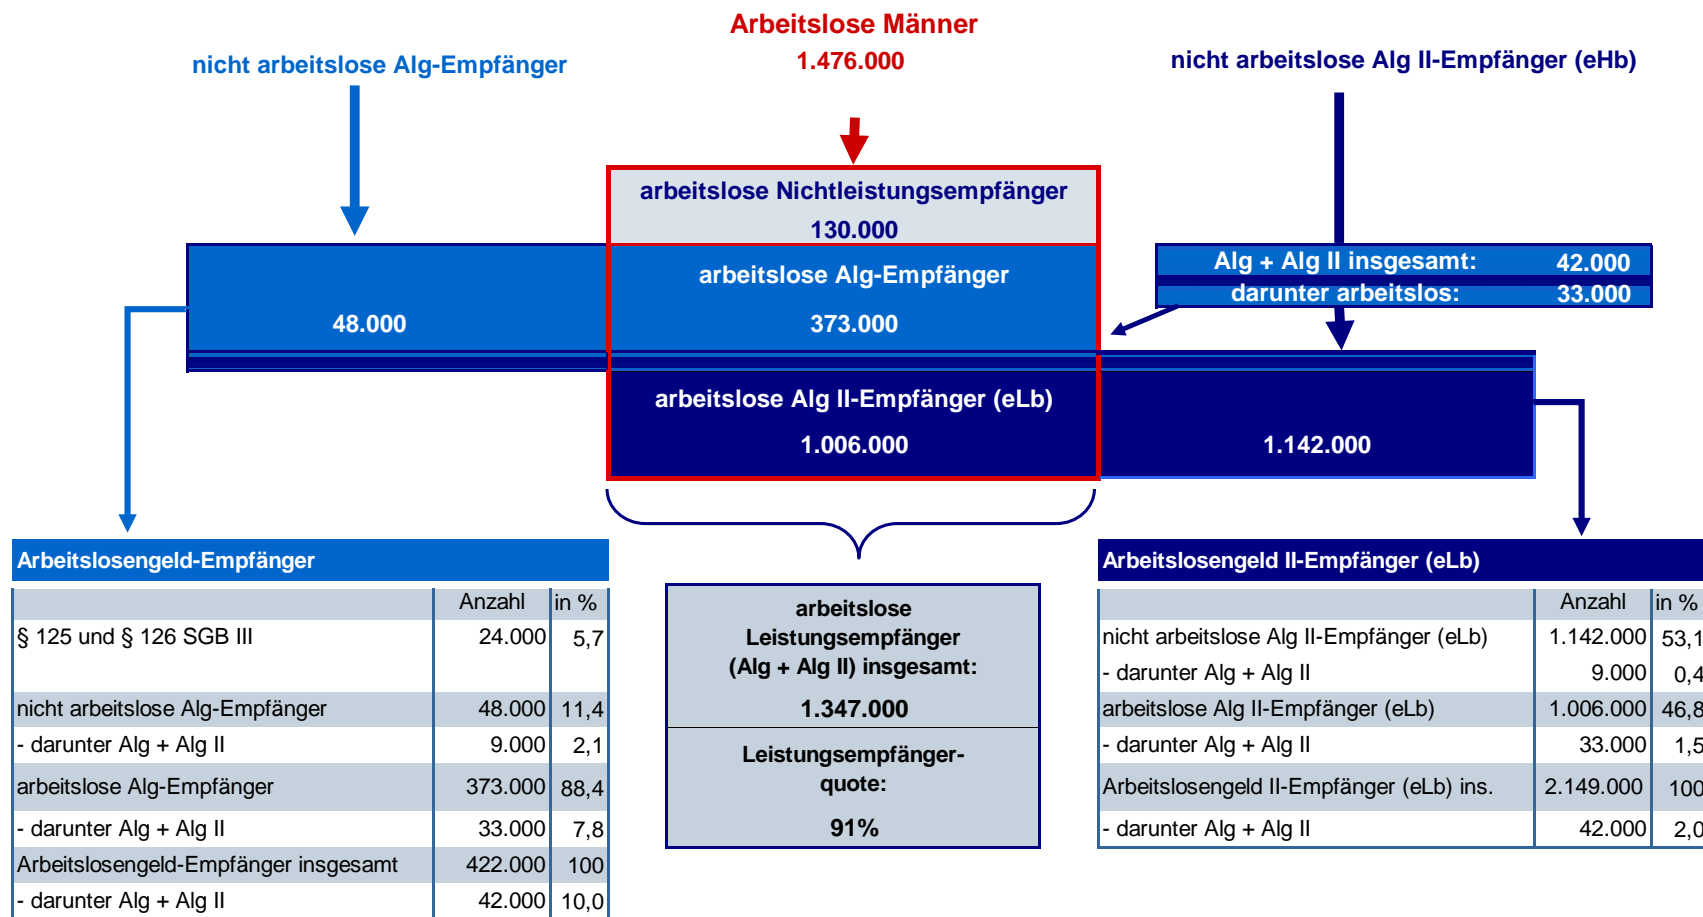 Arbeitslose Männer
1.476.000
nicht arbeitslose Alg-Empfänger
nicht arbeitslose Alg II-Empfänger (eHb)
arbeitslose Nichtleistungsempfänger
130.000
arbeitslose Alg-Empfänger
48.000
373.000
Alg + Alg II insgesamt: 42.000
darunter arbeitslos: 33.000
arbeitslose Alg II-Empfänger (eLb)
1.006.000
1.142.000
Arbeitslosengeld-Empfänger
Anzahl in %
§ 125 und § 126 SGB III 24.000 5,7
nicht arbeitslose Alg-Empfänger 48.000 11,4
- darunter Alg + Alg II 9.000 2,1
arbeitslose Alg-Empfänger 373.000 88,4
- darunter Alg + Alg II 33.000 7,8
Arbeitslosengeld-Empfänger insgesamt 422.000 100
- darunter Alg + Alg II 42.000 10,0
arbeitslose
Leistungsempfänger
(Alg + Alg II) insgesamt:
1.347.000
Leistungsempfänger-
quote:
91%
Arbeitslosengeld II-Empfänger (eLb)
Anzahl in %
nicht arbeitslose Alg II-Empfänger (eLb) 1.142.000 53,1
- darunter Alg + Alg II 9.000 0,4
arbeitslose Alg II-Empfänger (eLb) 1.006.000 46,8
- darunter Alg + Alg II 33.000 1,5
Arbeitslosengeld II-Empfänger (eLb) ins. 2.149.000 100
- darunter Alg + Alg II 42.000 2,0